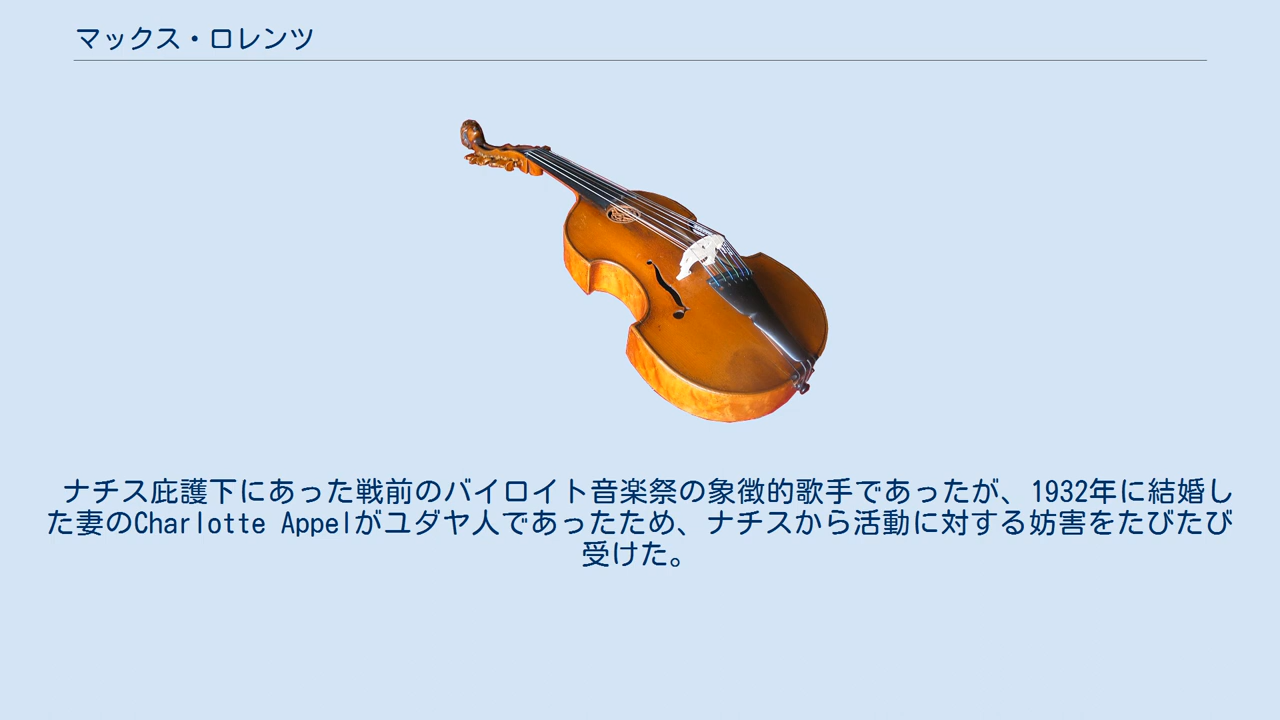 マックス・ロレンツ
ナチス庇護下にあった戦前のバイロイト音楽祭の象徴的歌手であったが、1932年に結婚し
た妻のCharlotte Appelがユダヤ人であったため、ナチスから活動に対する妨害をたびたび
受けた。